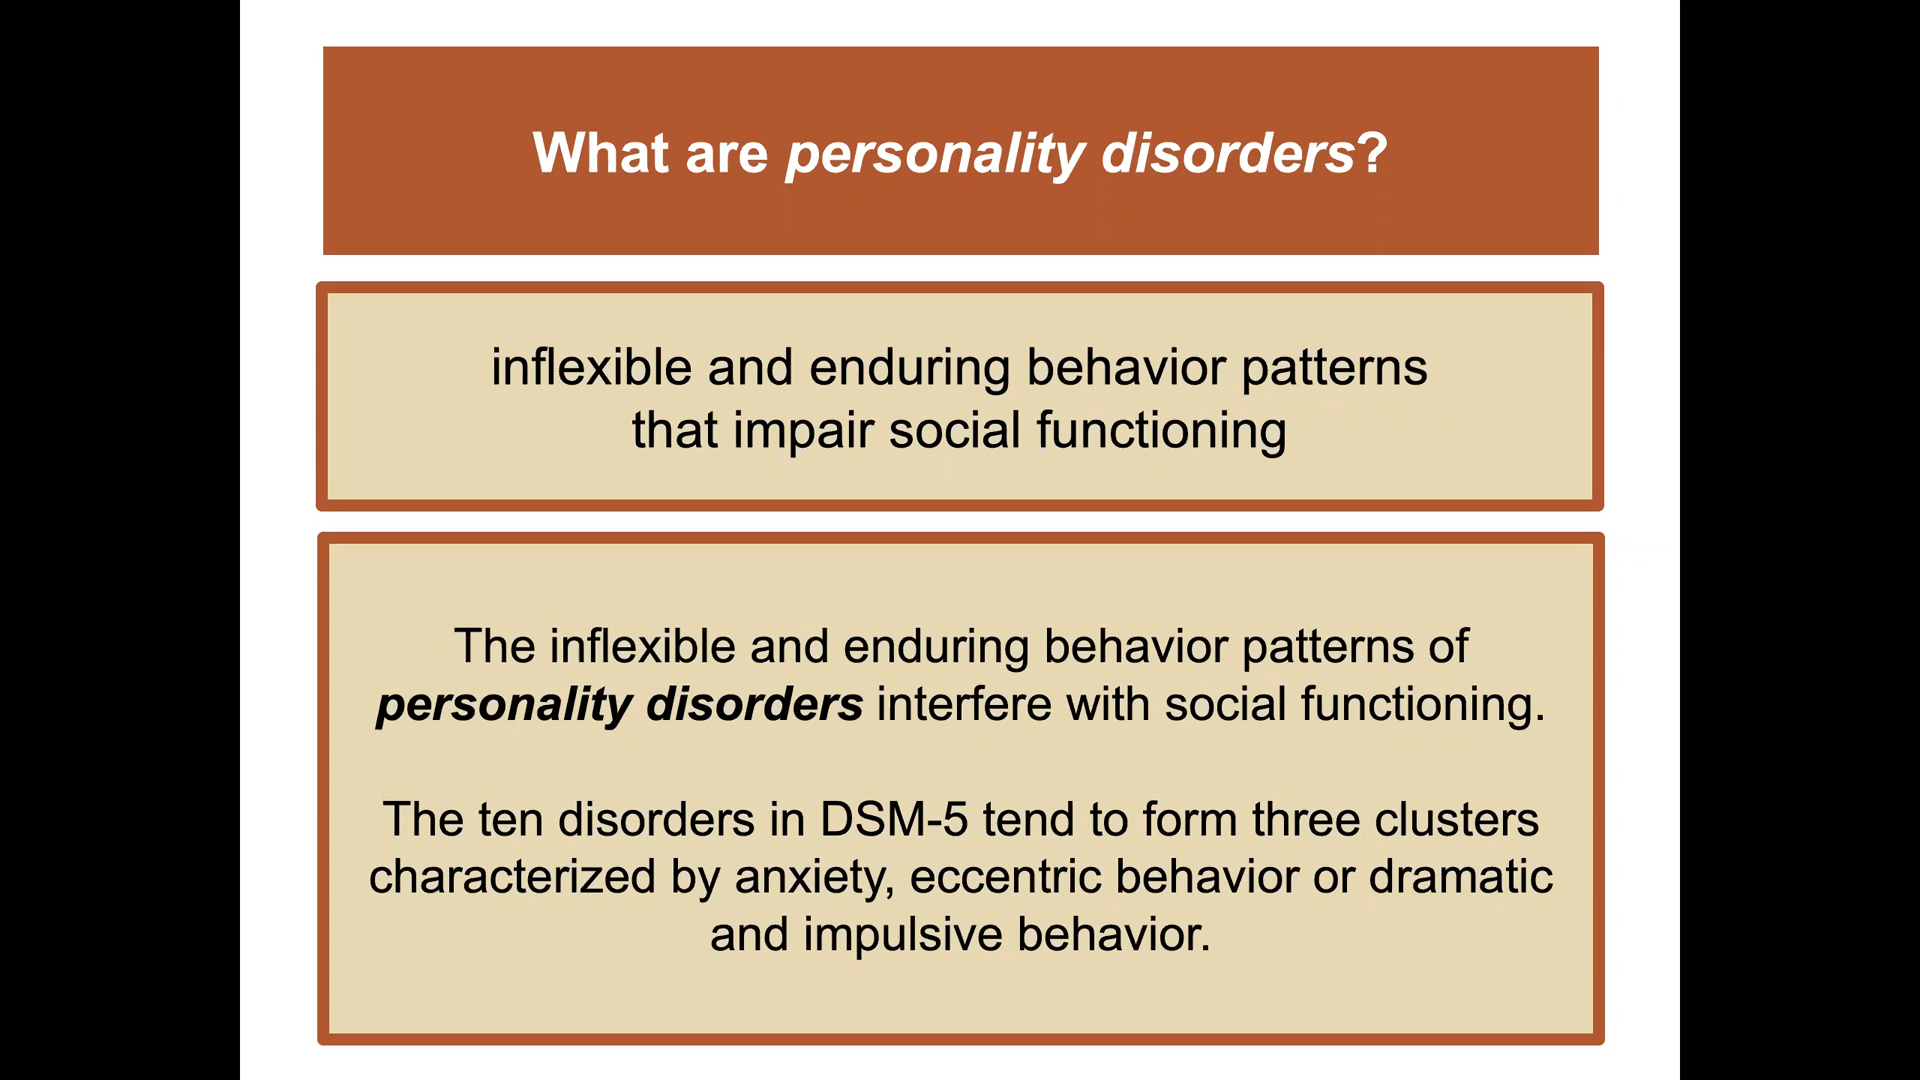 What are personality disorders?
inflexible and enduring behavior patterns
that impair social functioning
The inflexible and enduring behavior patterns of
personality disorders interfere with social functioning.
The ten disorders in DSM-5 tend to form three clusters
characterized by anxiety, eccentric behavior or dramatic
and impulsive behavior.